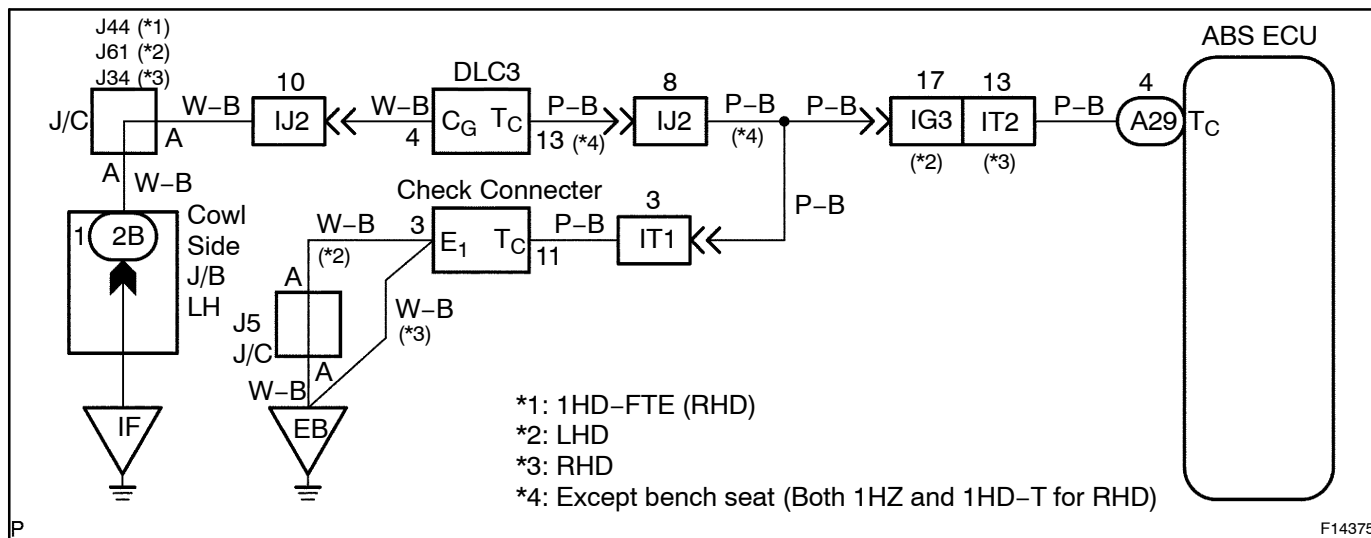 J44 (*1)
J61 (*2)
J34 (*3)
J/C
A
A
W-B
W-B
10
IJ2
W-B
4
DLC3
CG TC
P-B
13 (*4)
8
IJ2
P-B
(*4)
P-B
17
IG3
(*2)
13
IT2
(*3)
P-B
4
A29
TC
ABS ECU
1
2B
Cowl
Side
J/B
LH
IF
Check Connecter
W-B
(*2)
3
E1 TC
P-B
11
3
IT1
P-B
A
J5
J/C
A
W-B
W-B
(*3)
EB
*1: 1HD-FTE (RHD)
*2: LHD
*3: RHD
*4: Except bench seat (Both 1HZ and 1HD-T for RHD)
P
F14375